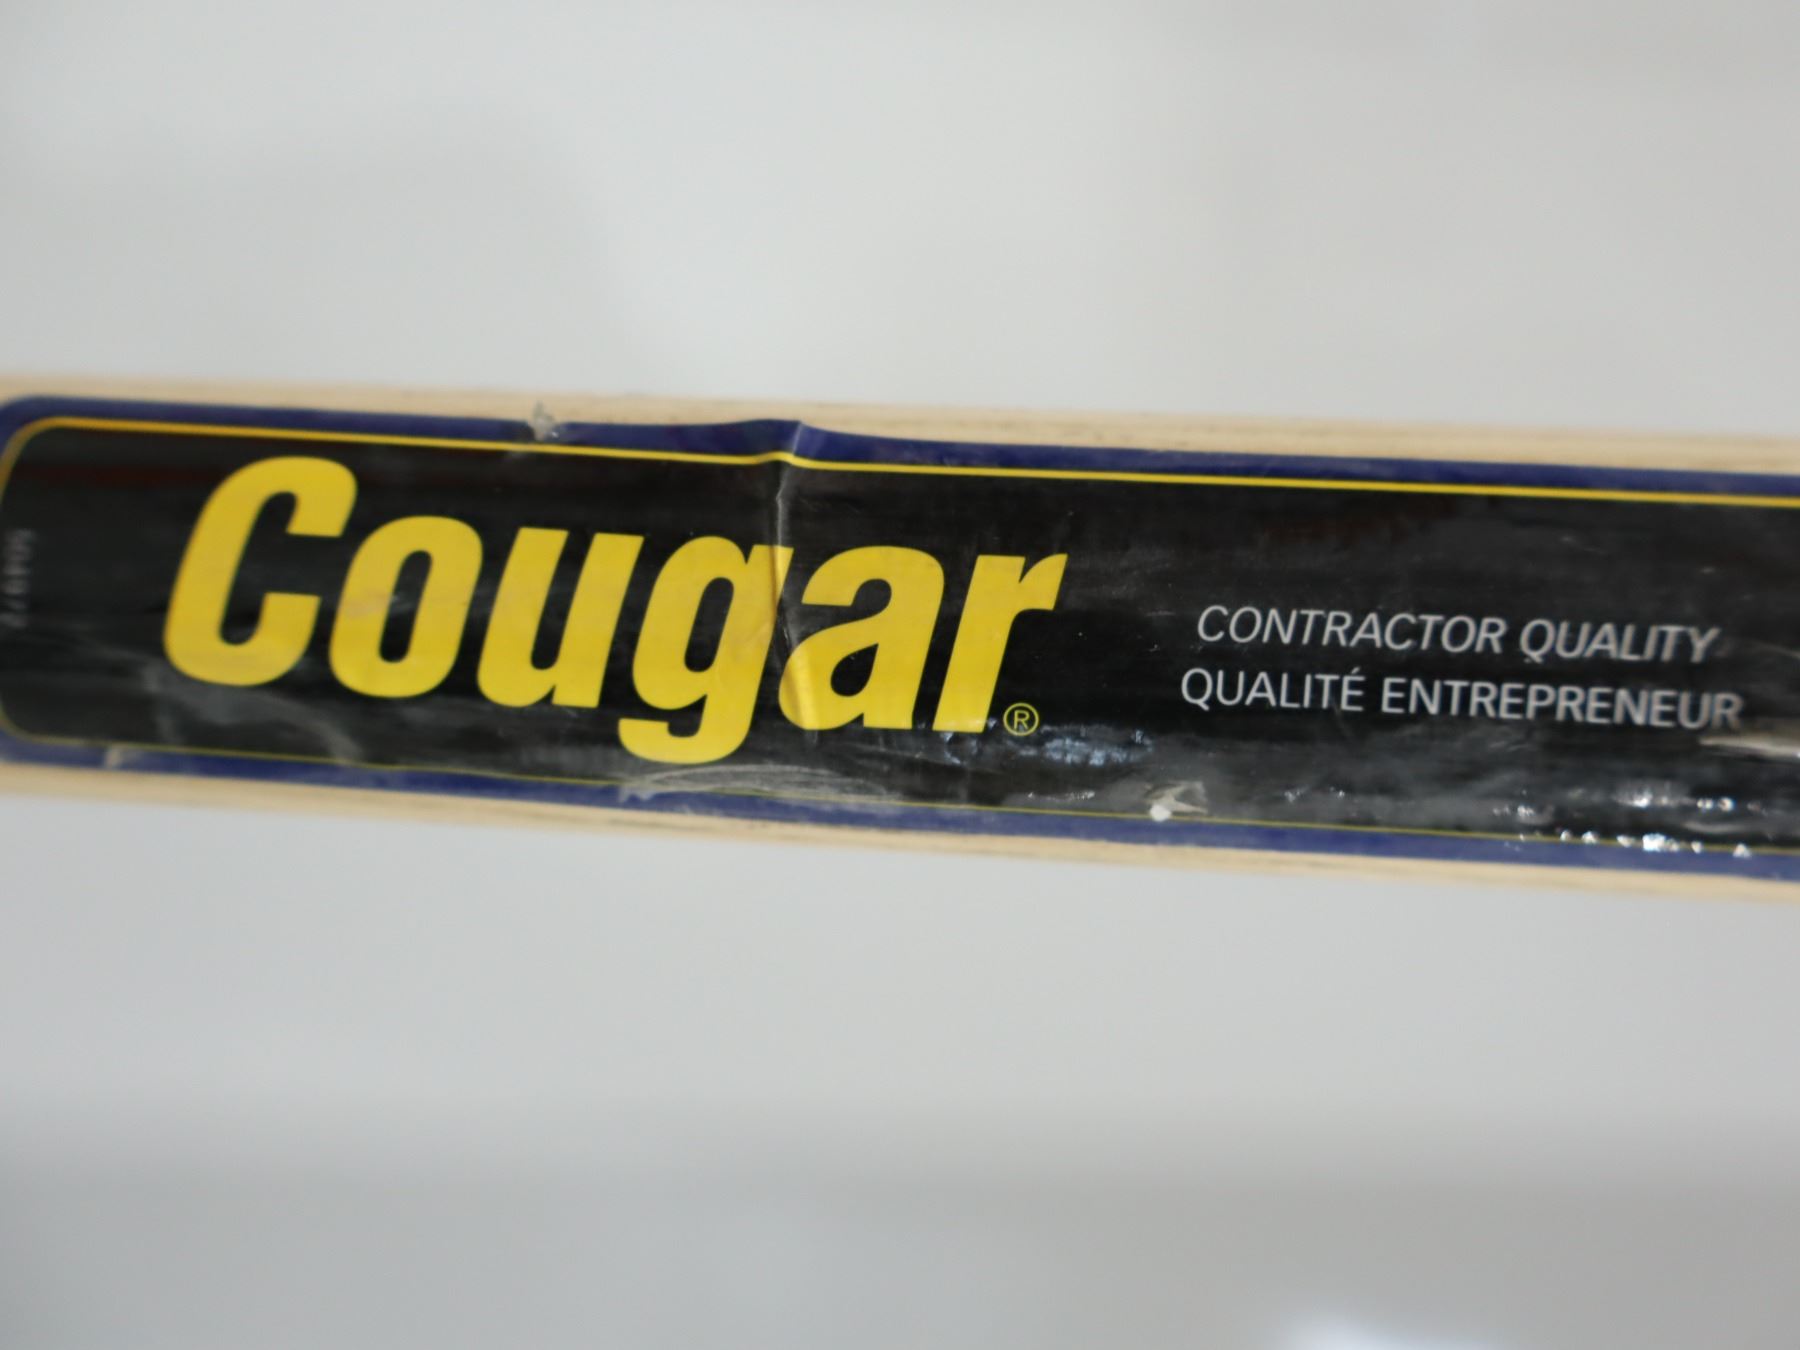 Cougar®
CONTRACTOR QUALITY
QUALITÉ ENTREPRENEUR